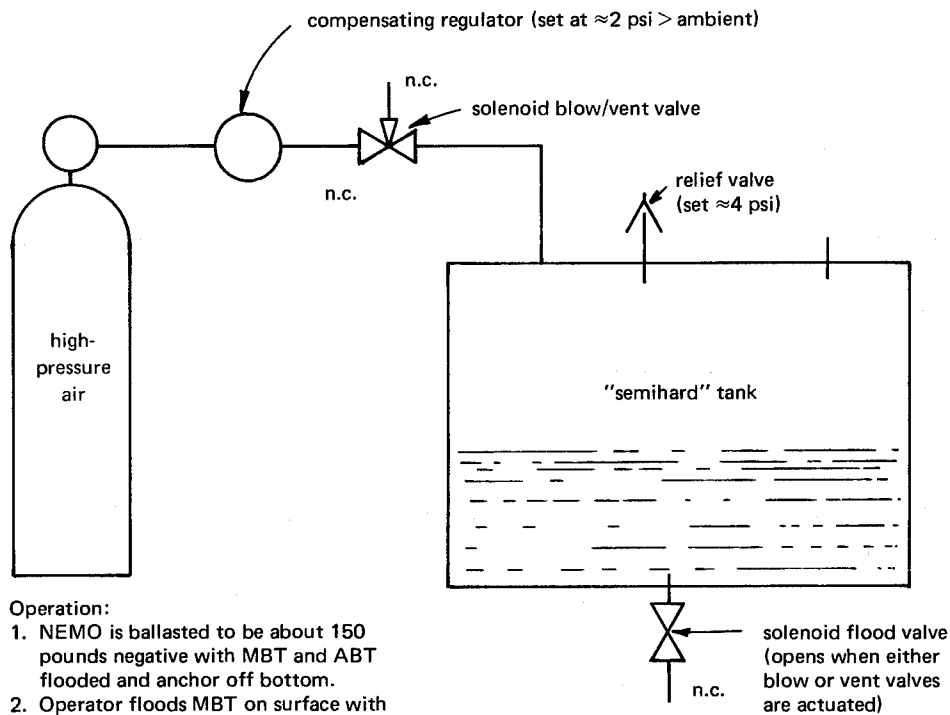 compensating regulator (set at ≈2 psi > ambient)
n.c.
solenoid blow/vent valve
n.c.
relief valve
(set ≈4 psi)
high-
pressure
air
"semihard" tank
Operation:
1. NEMO is ballasted to be about 150
pounds negative with MBT and ABT
flooded and anchor off bottom.
2. Operator floods MBT on surface with
solenoid flood valve
(opens when either
blow or vent valves
are actuated)
n.c.